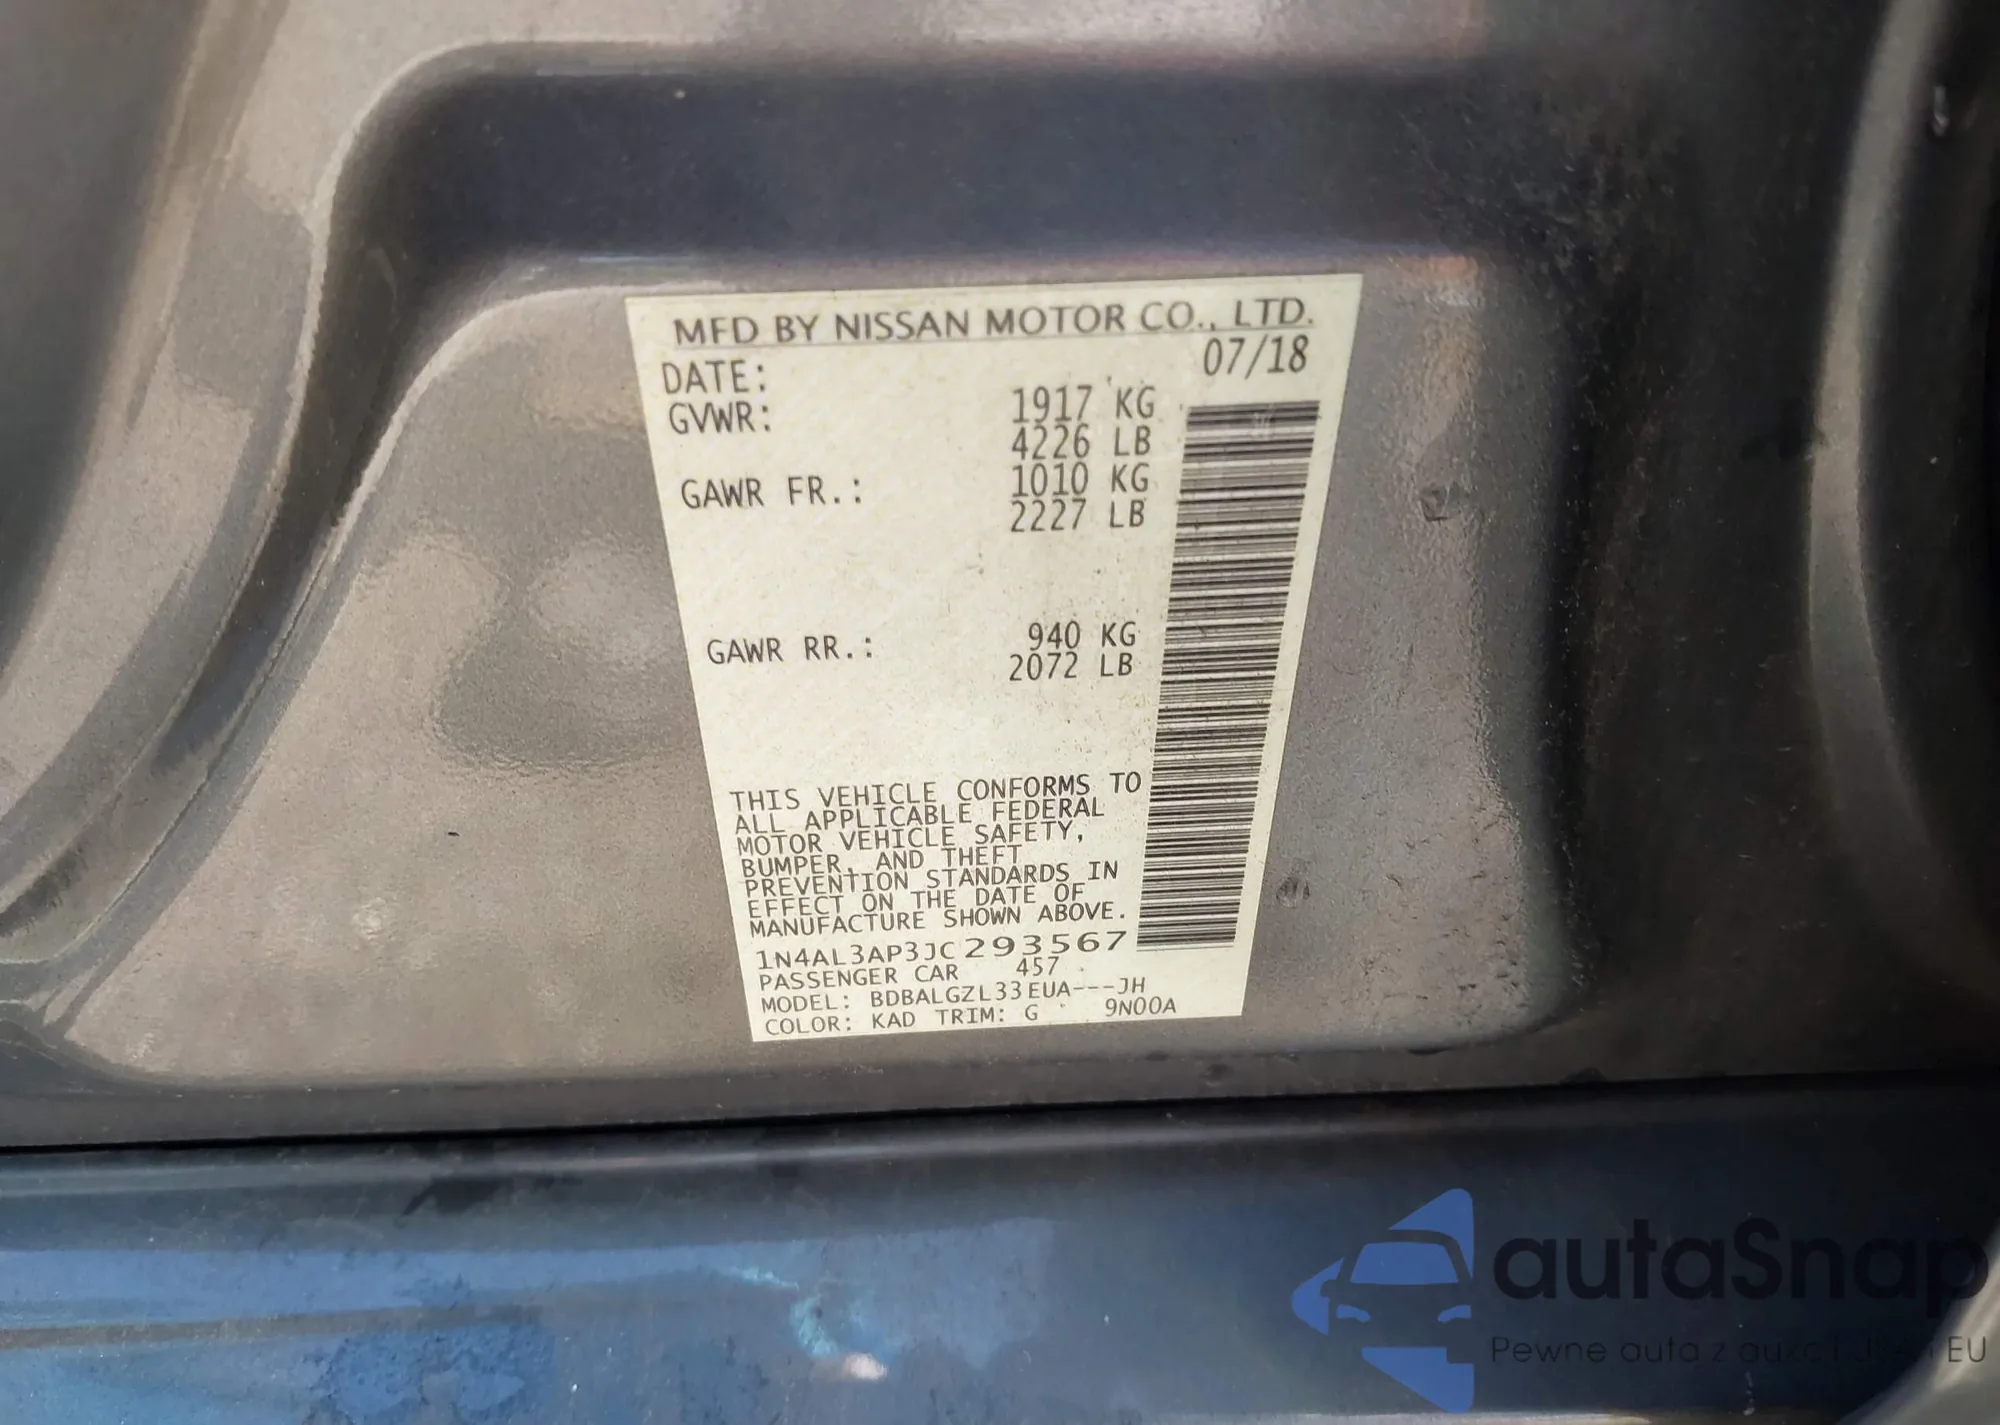 MFD BY NISSAN MOTOR CO., LTD.
DATE: 07/18
GVWR: 1917 KG
4226 LB
GAWR FR.: 1010 KG
2227 LB
GAWR RR.: 940 KG
2072 LB
THIS VEHICLE CONFORMS TO
ALL APPLICABLE FEDERAL
MOTOR VEHICLE SAFETY,
BUMPER, AND THEFT
PREVENTION STANDARDS IN
EFFECT ON THE DATE OF
MANUFACTURE SHOWN ABOVE.
1N4AL3AP3JC293567
PASSENGER CAR 457
MODEL: BDBALGZL33EUA---JH
COLOR: KAD TRIM: G 9N00A
autaSnap
Pewne auta z EU